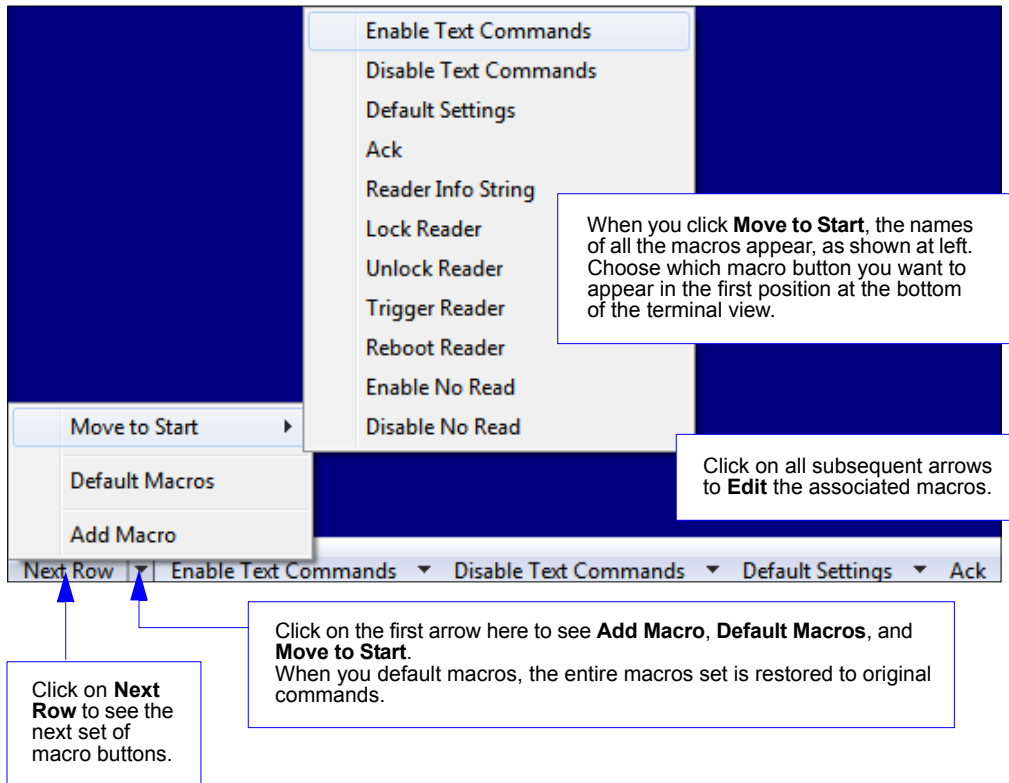 Enable Text Commands
Disable Text Commands
Default Settings
Ack
Reader Info String
Lock Reader
Unlock Reader
Trigger Reader
Reboot Reader
Enable No Read
Disable No Read
When you click Move to Start, the names
of all the macros appear, as shown at left.
Choose which macro button you want to
appear in the first position at the bottom
of the terminal view.
Move to Start
Default Macros
Add Macro
Click on all subsequent arrows
to Edit the associated macros.
Next Row Enable Text Commands Disable Text Commands Default Settings Ack
Click on the first arrow here to see Add Macro, Default Macros, and
Move to Start.
When you default macros, the entire macros set is restored to original
commands.
Click on Next
Row to see the
next set of
macro buttons.